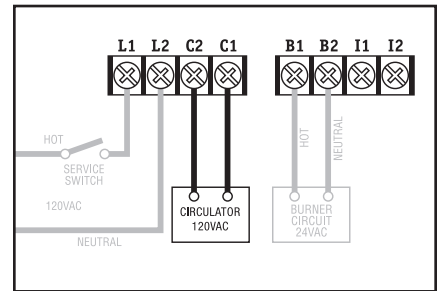 L1 L2 C2 C1 B1 B2 I1 I2
HOT
SERVICE
SWITCH
120VAC
NEUTRAL
CIRCULATOR
120VAC
HOT
NEUTRAL
BURNER
CIRCUIT
24VAC